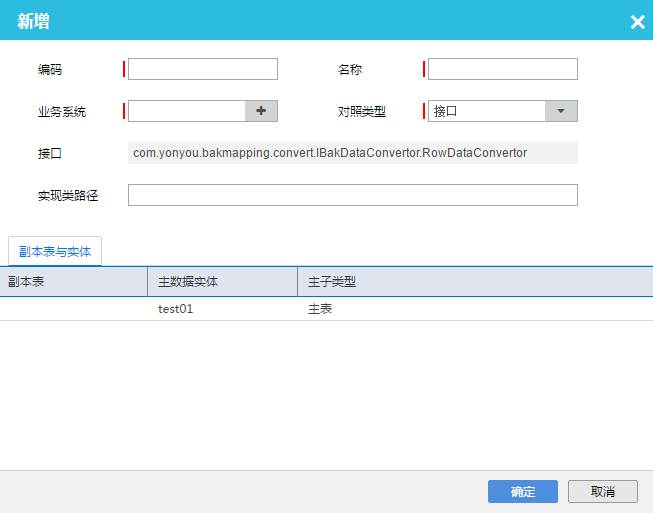 新增
编码 名称
业务系统 对照类型 接口
接口 com.yonyou.bakmapping.convert.IBakDataConvertor.RowDataConvertor
实现类路径
副本表与实体
副本表 主数据实体 主子类型
test01 主表
确定 取消